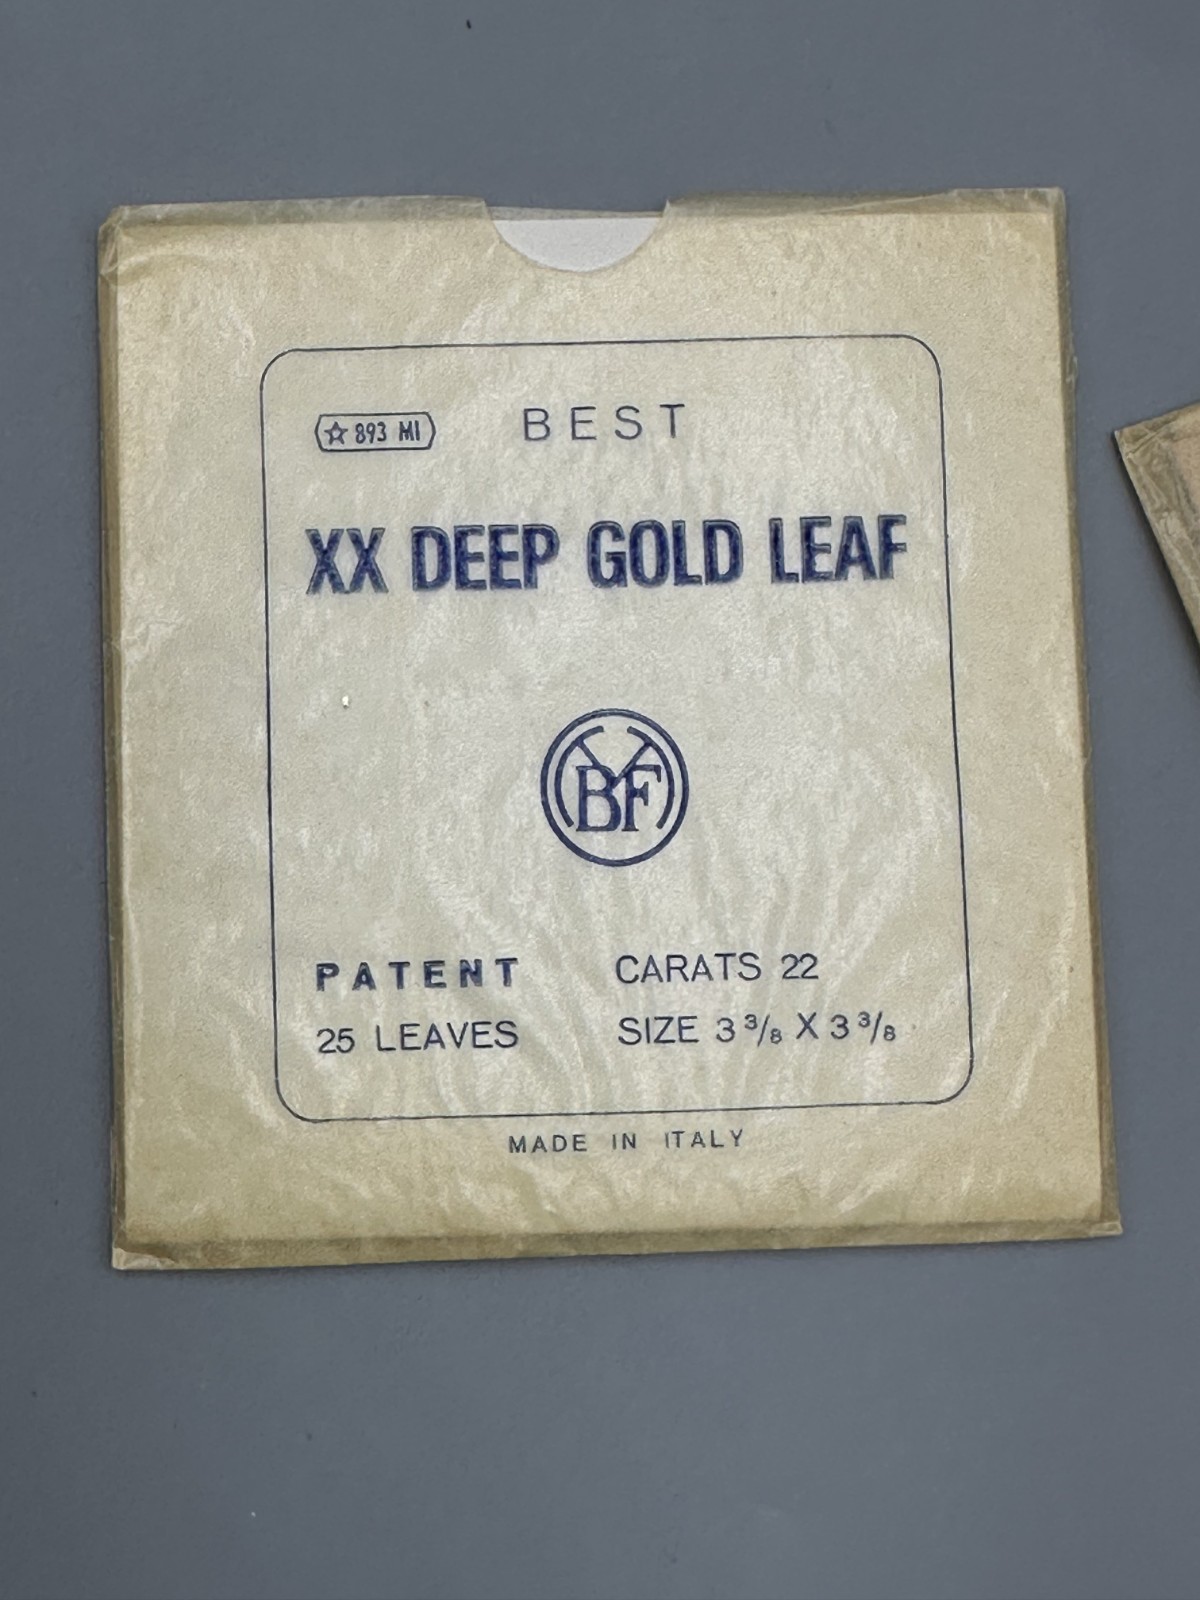 ☆ 893 MI
BEST
XX DEEP GOLD LEAF
BF
PATENT
CARATS 22
25 LEAVES
SIZE 3 3/8 X 3 3/8
MADE IN ITALY